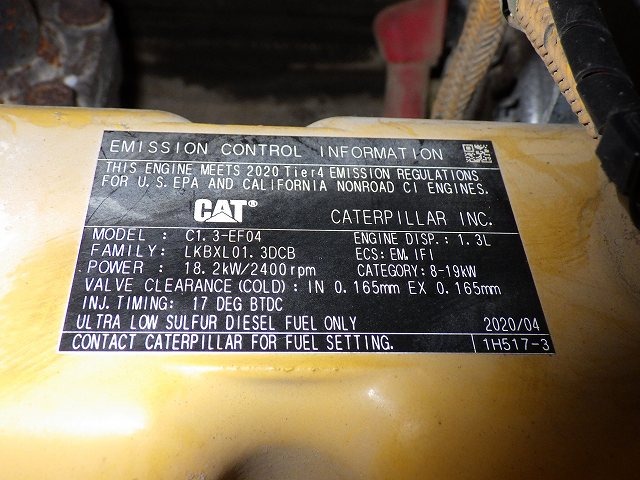 EMISSION CONTROL INFORMATION
THIS ENGINE MEETS 2020 Tier4 EMISSION REGULATIONS
FOR U.S. EPA AND CALIFORNIA NONROAD CI ENGINES.
CAT® CATERPILLAR INC.
MODEL : C1.3-EF04 ENGINE DISP.: 1.3L
FAMILY: LKBXL01.3DCB ECS: EM, IFI
POWER : 18.2kW/2400rpm CATEGORY: 8-19kW
VALVE CLEARANCE(COLD): IN 0.165mm EX 0.165mm
INJ. TIMING: 17 DEG BTDC
ULTRA LOW SULFUR DIESEL FUEL ONLY 2020/04
CONTACT CATERPILLAR FOR FUEL SETTING. 1H517-3